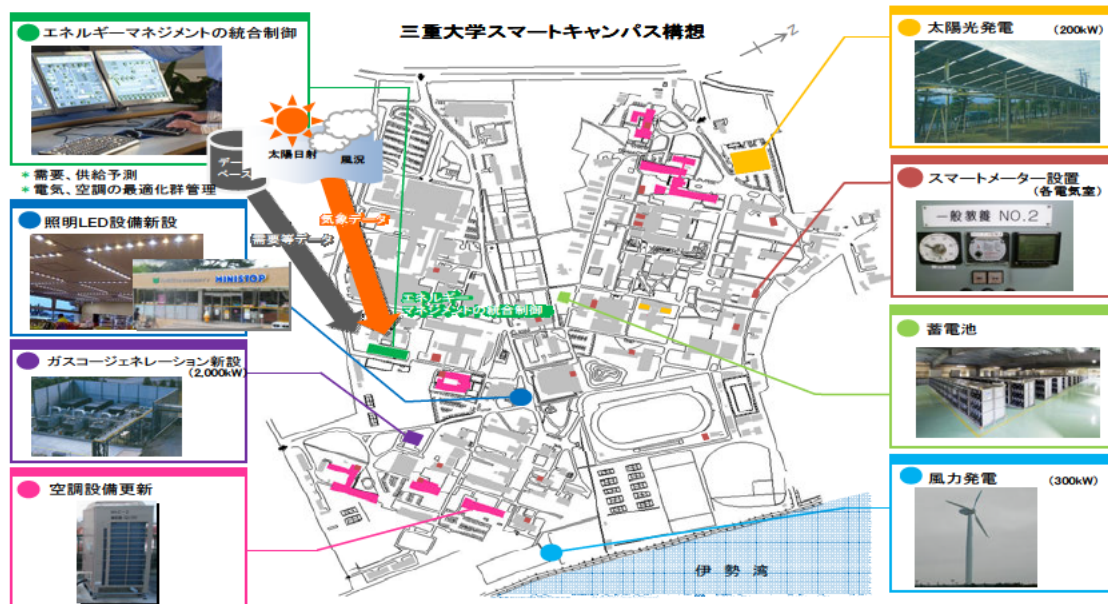 三重大学スマートキャンパス構想
エネルギーマネジメントの統合制御
* 需要、供給予測
* 電気、空調の最適化群管理
データ
ベース
太陽日射
風況
気象データ
需要等データ
照明LED設備新設
MINISTOP
ガスコージェネレーション新設
(2,000kW)
空調設備更新
エネルギー
マネジメントの統合制御
太陽光発電 (200kW)
スマートメーター設置
(各電気室)
一般教養 NO.2
蓄電池
風力発電 (300kW)
伊勢湾
Z